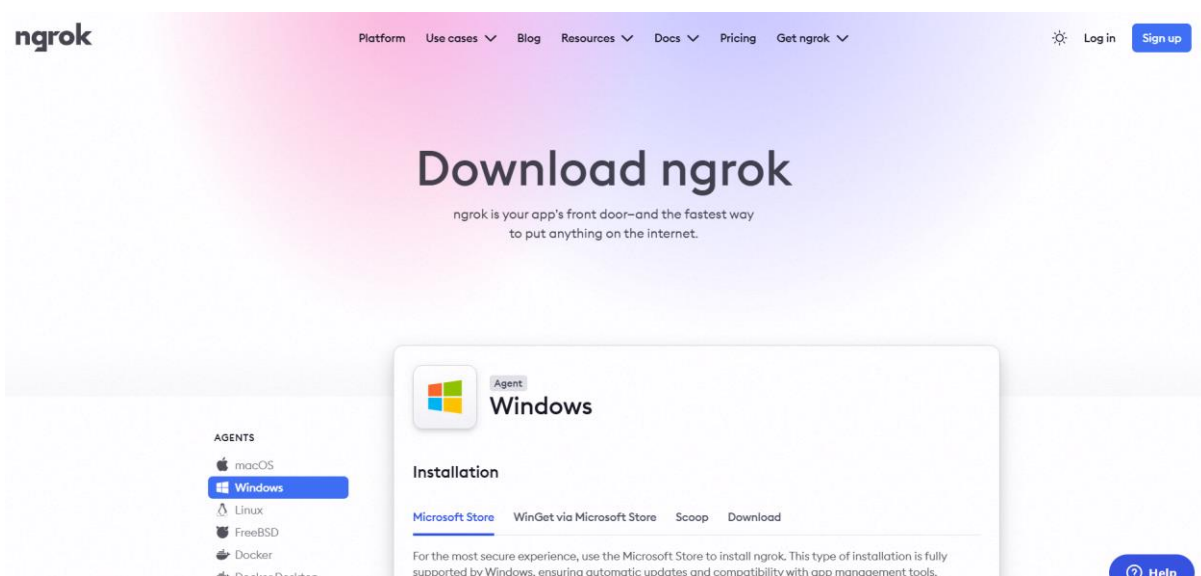 ngrok
Platform Use cases Blog Resources Docs Pricing Get ngrok Log in Sign up
Download ngrok
ngrok is your app's front door—and the fastest way
to put anything on the internet.
Agent
Windows
AGENTS
macOS
Windows
Linux
FreeBSD
Docker
Docker Desktop
Installation
Microsoft Store WinGet via Microsoft Store Scoop Download
For the most secure experience, use the Microsoft Store to install ngrok. This type of installation is fully
supported by Windows, ensuring automatic updates and compatibility with app management tools.
Help